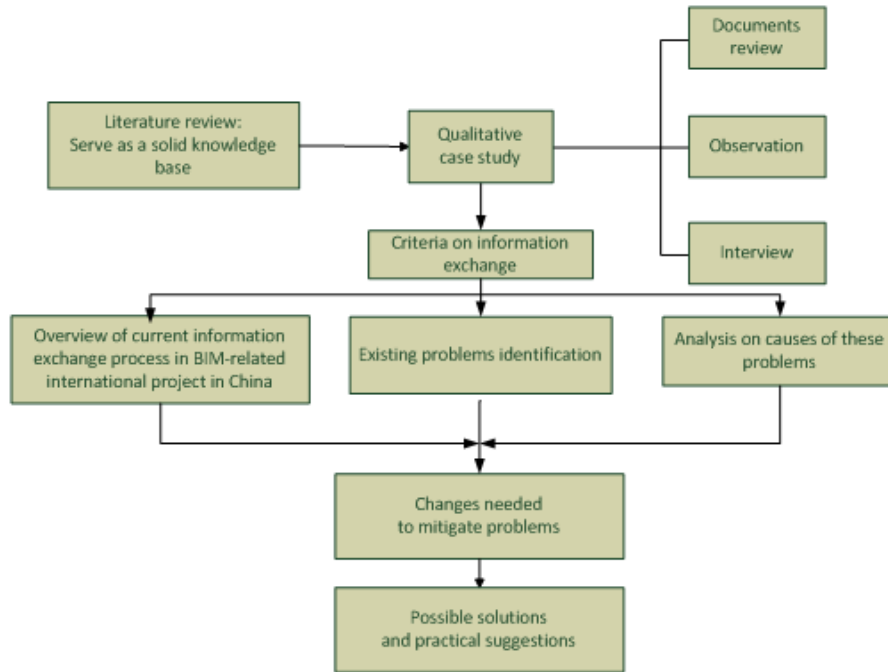 Documents
review
Literature review:
Serve as a solid knowledge
base
Qualitative
case study
Observation
Interview
Criteria on information
exchange
Overview of current information
exchange process in BIM-related
international project in China
Existing problems identification
Analysis on causes of these
problems
Changes needed
to mitigate problems
Possible solutions
and practical suggestions